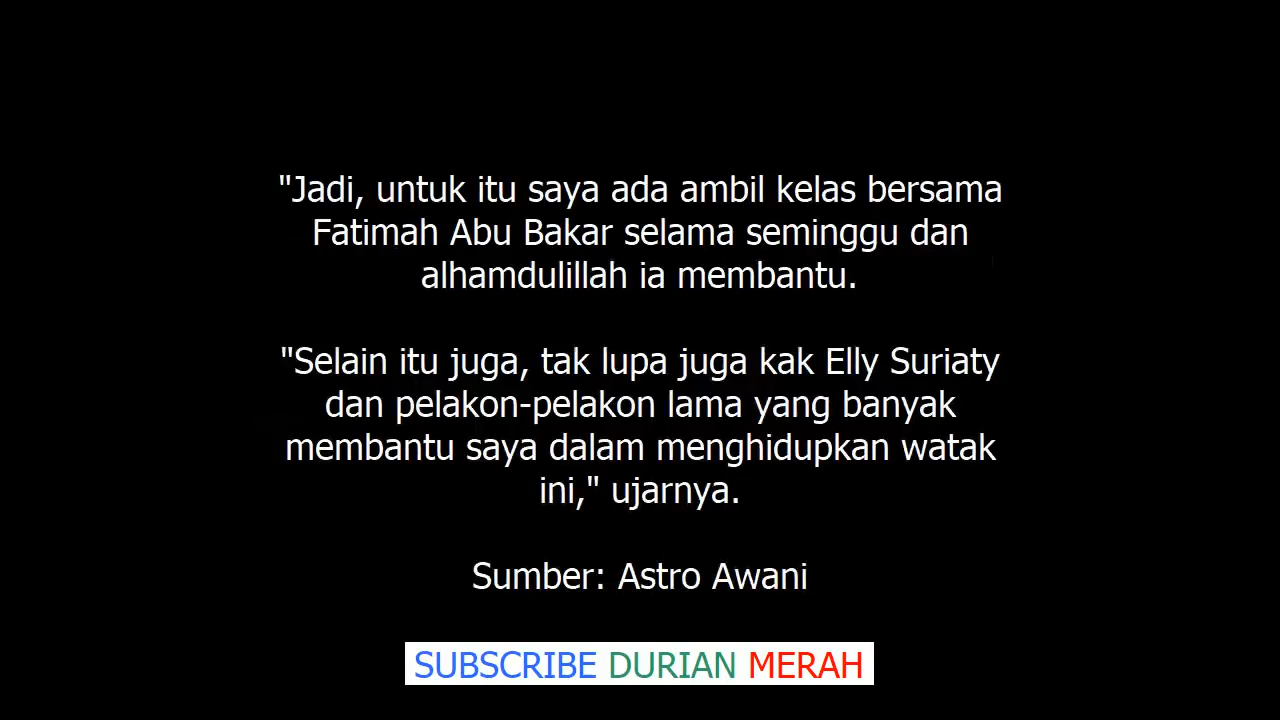 "Jadi, untuk itu saya ada ambil kelas bersama
Fatimah Abu Bakar selama seminggu dan
alhamdulillah ia membantu.
"Selain itu juga, tak lupa juga kak Elly Suriaty
dan pelakon-pelakon lama yang banyak
membantu saya dalam menghidupkan watak
ini," ujarnya.
Sumber: Astro Awani
SUBSCRIBE DURIAN MERAH